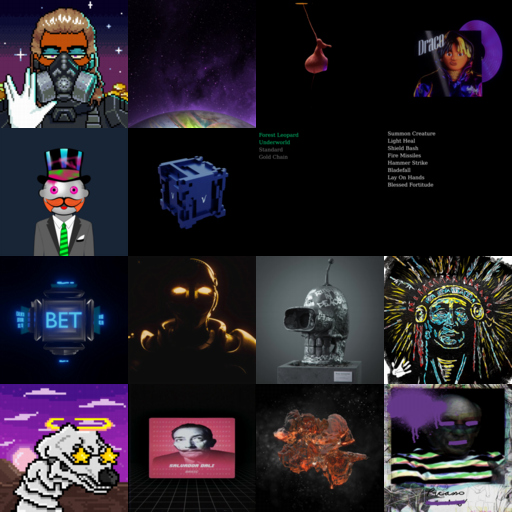 Draco
Forest Leopard
Underworld
Standard
Gold Chain
Summon Creature
Light Heal
Shield Bash
Fire Missiles
Hammer Strike
Bladefall
Lay On Hands
Blessed Fortitude
V
V
BET
SALVADOR DALI